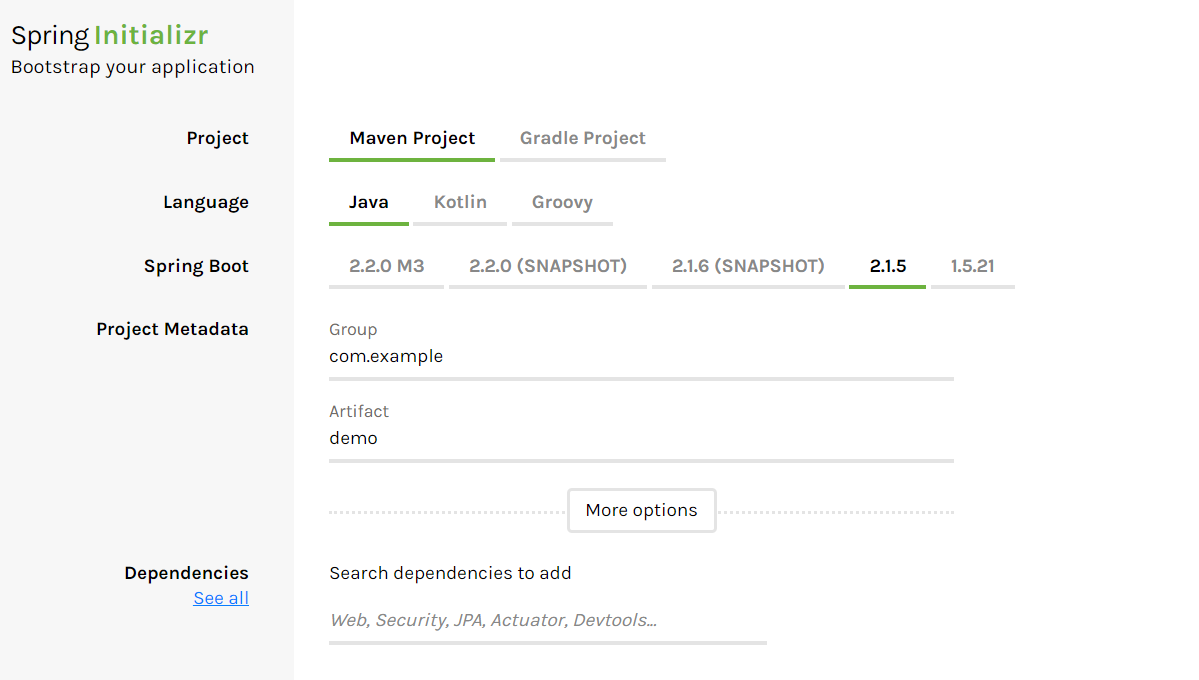 Spring Initializr
Bootstrap your application
Project
Maven Project Gradle Project
Language
Java Kotlin Groovy
Spring Boot
2.2.0 M3 2.2.0 (SNAPSHOT) 2.1.6 (SNAPSHOT) 2.1.5 1.5.21
Project Metadata
Group
com.example
Artifact
demo
More options
Dependencies
See all
Search dependencies to add
Web, Security, JPA, Actuator, Devtools...